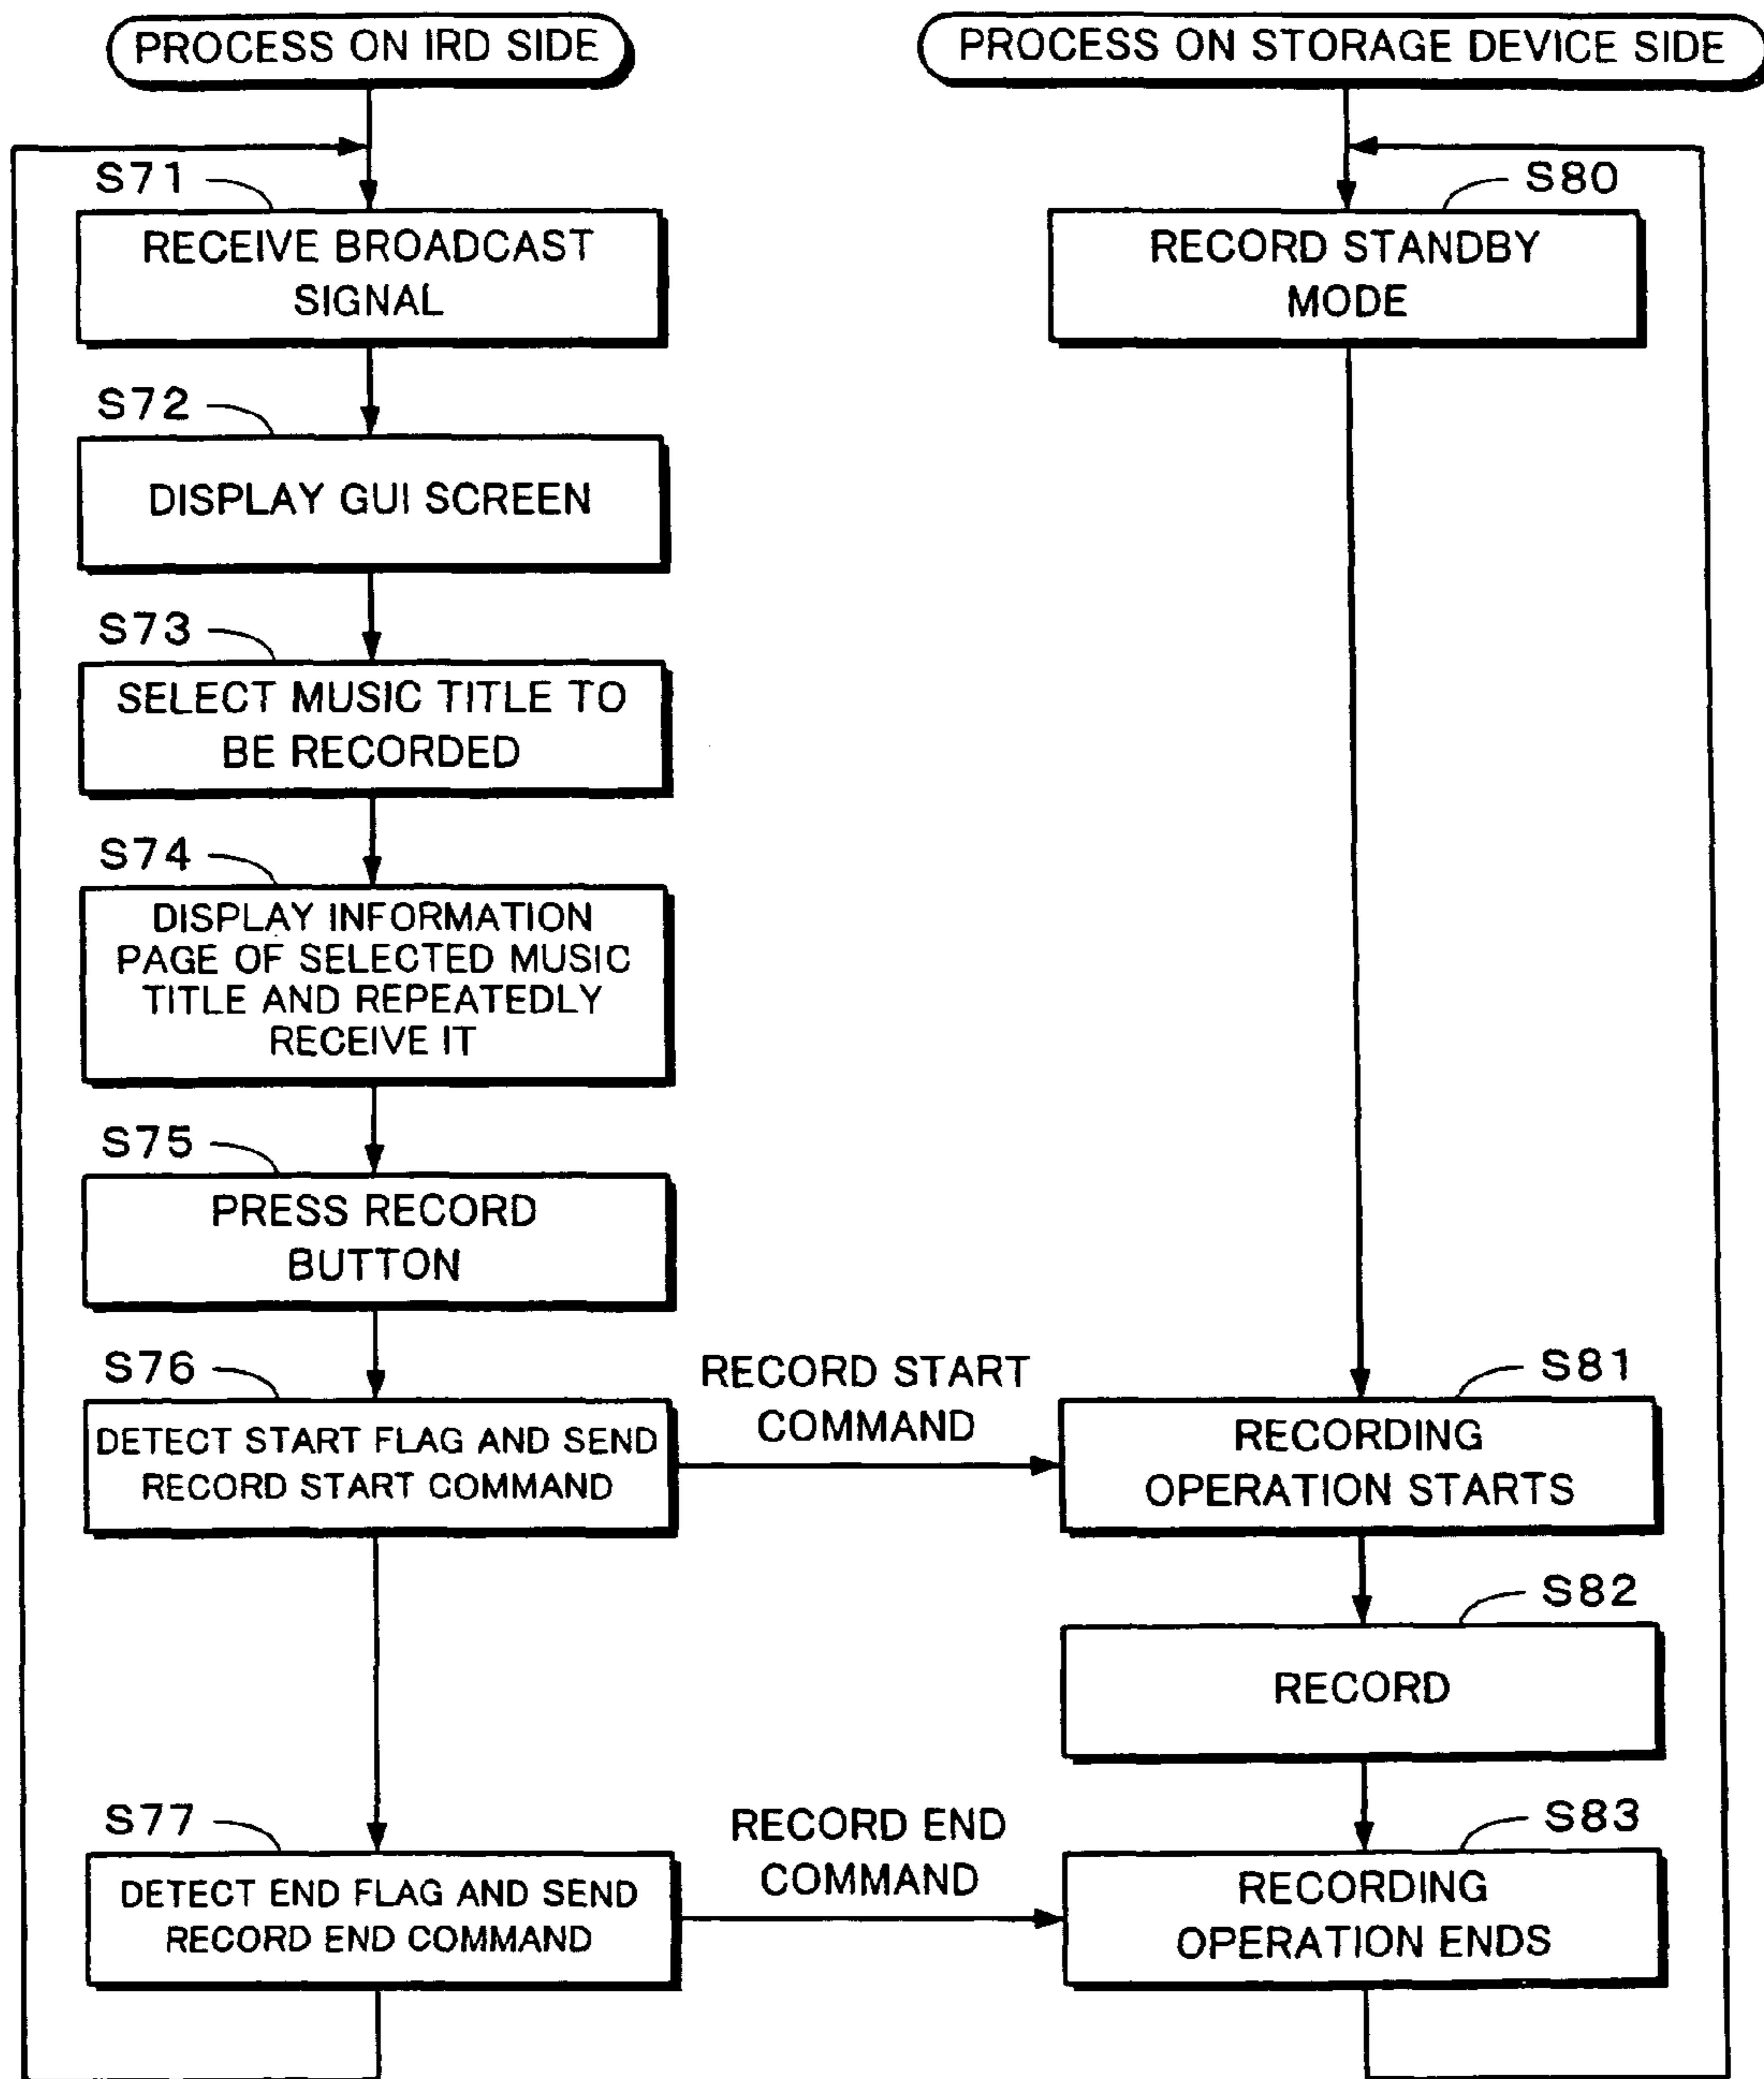 PROCESS ON IRD SIDE
S71
RECEIVE BROADCAST
SIGNAL
S72
DISPLAY GUI SCREEN
S73
SELECT MUSIC TITLE TO
BE RECORDED
S74
DISPLAY INFORMATION
PAGE OF SELECTED MUSIC
TITLE AND REPEATEDLY
RECEIVE IT
S75
PRESS RECORD
BUTTON
S76
DETECT START FLAG AND SEND
RECORD START COMMAND
RECORD START
COMMAND
S77
DETECT END FLAG AND SEND
RECORD END COMMAND
RECORD END
COMMAND
PROCESS ON STORAGE DEVICE SIDE
S80
RECORD STANDBY
MODE
S81
RECORDING
OPERATION STARTS
S82
RECORD
S83
RECORDING
OPERATION ENDS